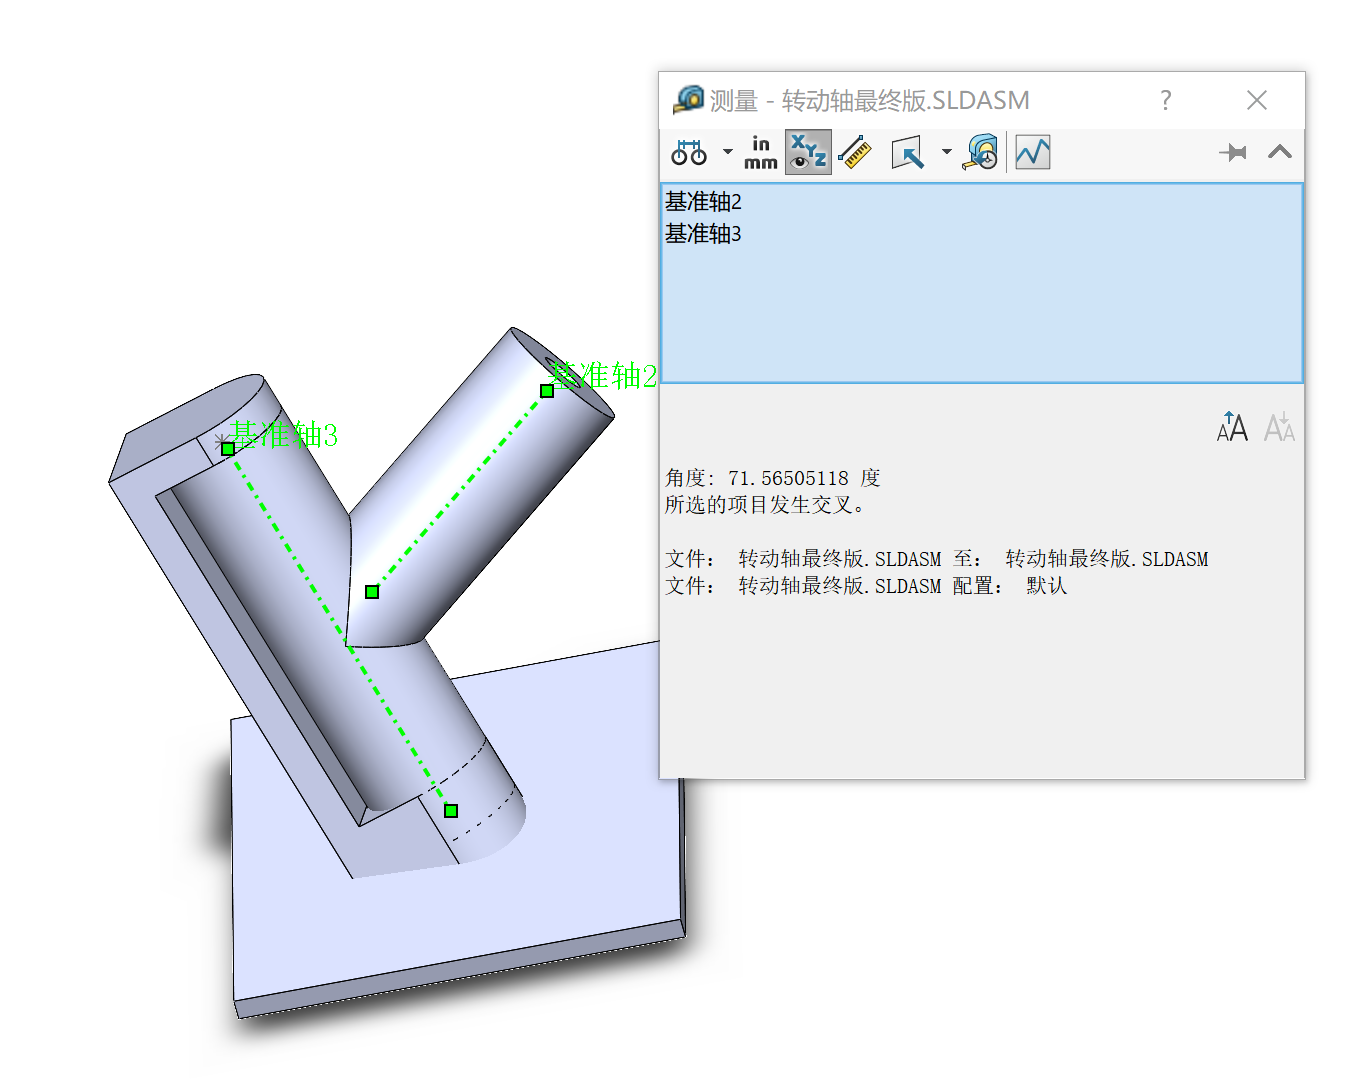 测量 - 转动轴最终版.SLDASM
?
in
mm
XYZ
基准轴2
基准轴3
AA
AA
基准轴2
基准轴3
角度: 71.56505118 度
所选的项目发生交叉。
文件: 转动轴最终版.SLDASM 至: 转动轴最终版.SLDASM
文件: 转动轴最终版.SLDASM 配置: 默认